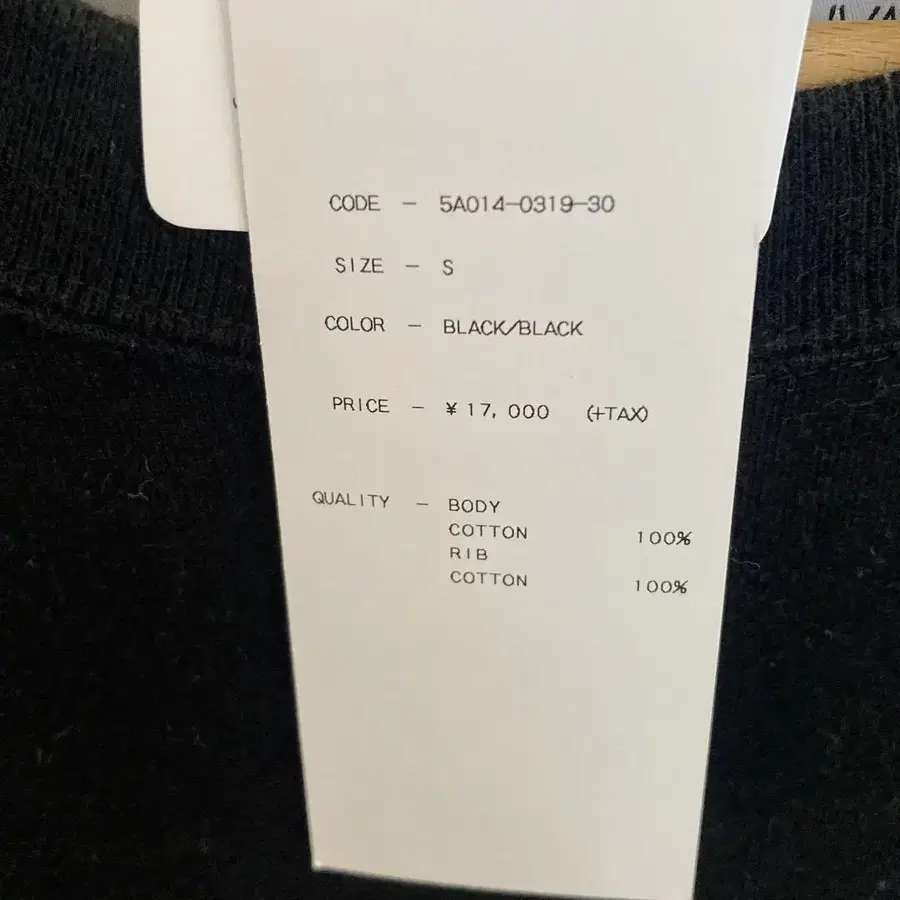 CODE - 5A014-0319-30
SIZE - S
COLOR - BLACK/BLACK
PRICE - ¥17,000 (+TAX)
QUALITY - BODY
COTTON 100%
RIB
COTTON 100%